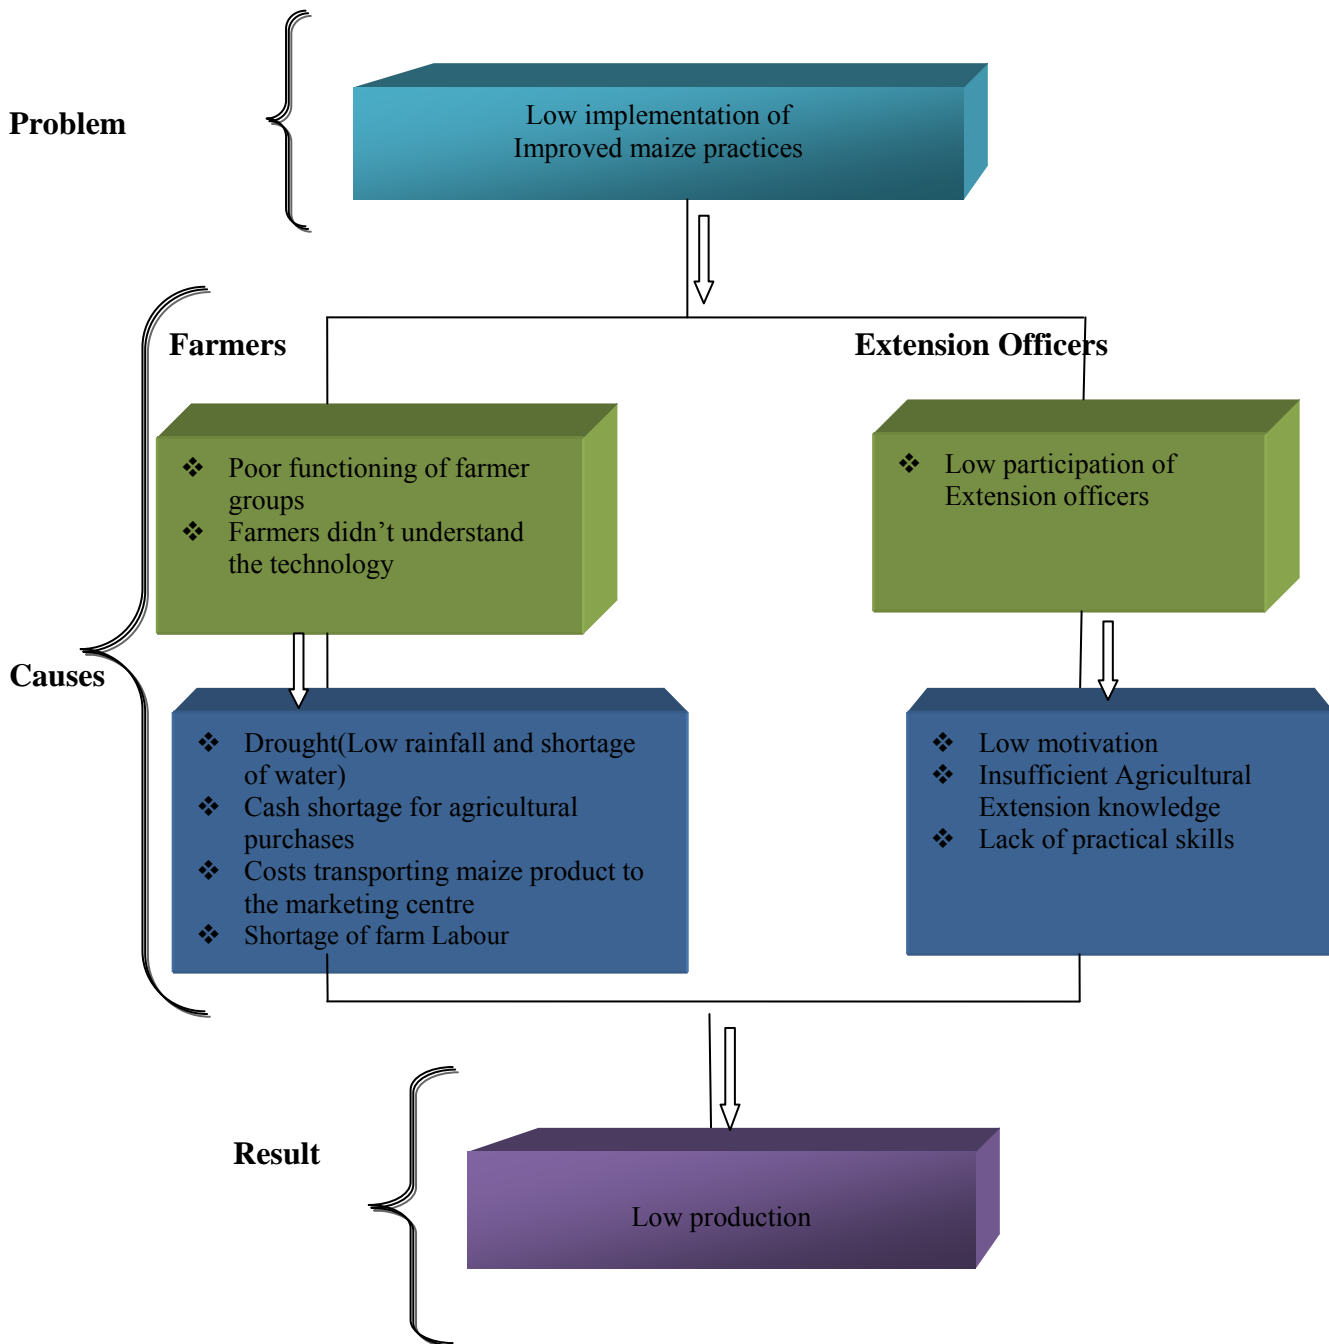 Problem
Low implementation of
Improved maize practices
Farmers
Extension Officers
❖ Poor functioning of farmer
groups
❖ Farmers didn’t understand
the technology
❖ Low participation of
Extension officers
Causes
❖ Drought(Low rainfall and shortage
of water)
❖ Cash shortage for agricultural
purchases
❖ Costs transporting maize product to
the marketing centre
❖ Shortage of farm Labour
❖ Low motivation
❖ Insufficient Agricultural
Extension knowledge
❖ Lack of practical skills
Result
Low production